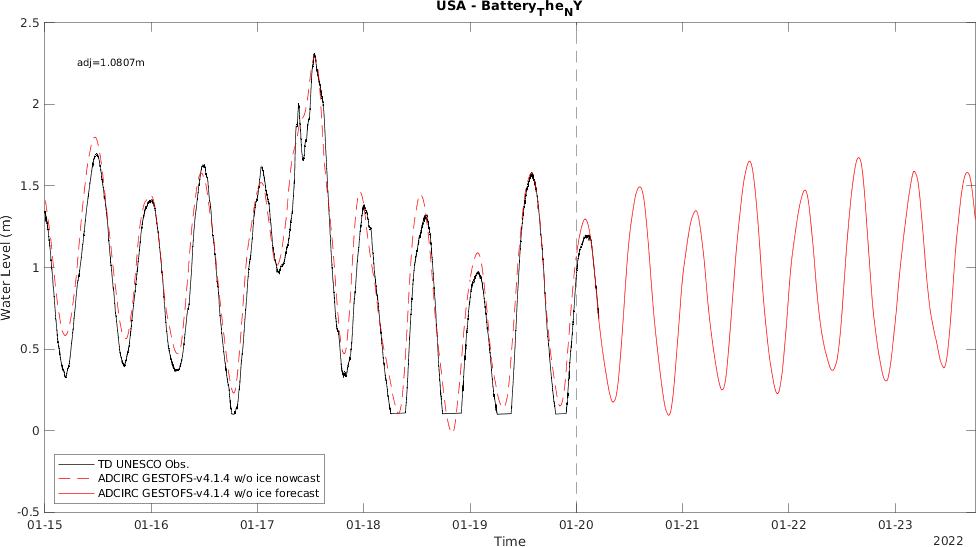 USA - Battery_The_NY
2.5
adj=1.0807m
2
1.5
1
0.5
0
-0.5
Water Level (m)
TD UNESCO Obs.
ADCIRC GESTOFS-v4.1.4 w/o ice nowcast
ADCIRC GESTOFS-v4.1.4 w/o ice forecast
01-15 01-16 01-17 01-18 01-19 01-20 01-21 01-22 01-23
Time
2022